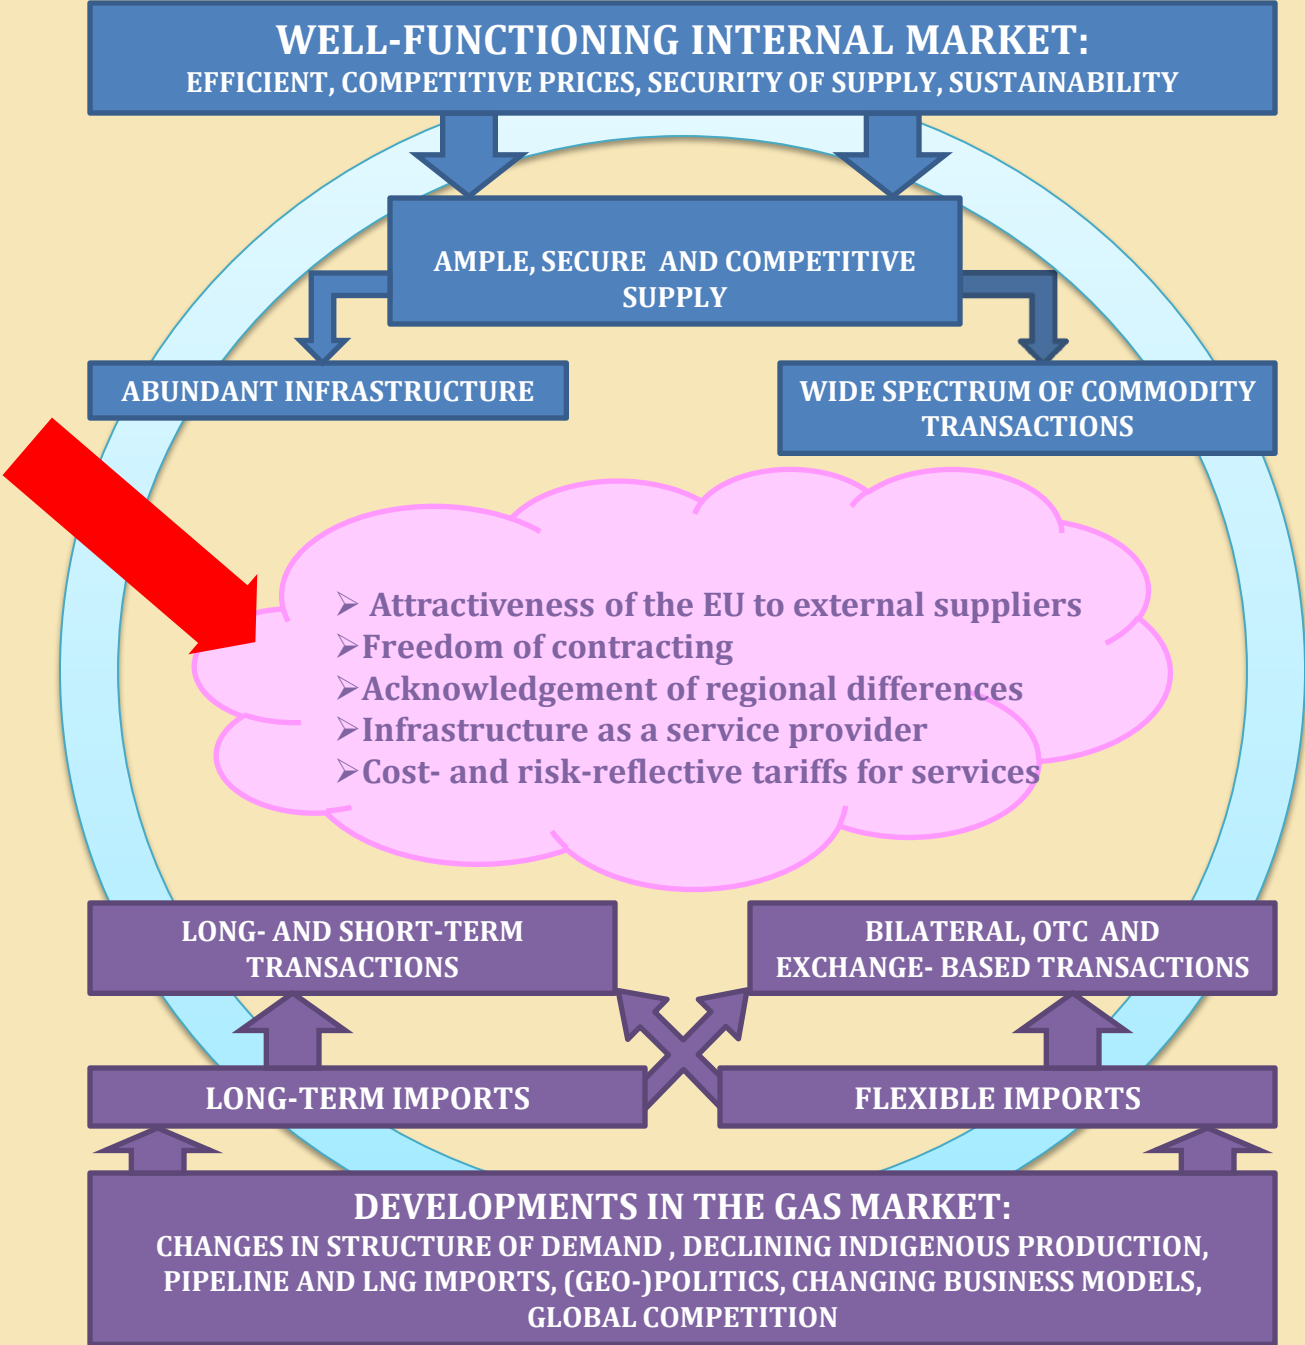 WELL-FUNCTIONING INTERNAL MARKET:
EFFICIENT, COMPETITIVE PRICES, SECURITY OF SUPPLY, SUSTAINABILITY
AMPLE, SECURE AND COMPETITIVE
SUPPLY
ABUNDANT INFRASTRUCTURE
WIDE SPECTRUM OF COMMODITY
TRANSACTIONS
➢ Attractiveness of the EU to external suppliers
➢Freedom of contracting
➢Acknowledgement of regional differences
➢Infrastructure as a service provider
➢Cost- and risk-reflective tariffs for services
LONG- AND SHORT-TERM
TRANSACTIONS
BILATERAL, OTC AND
EXCHANGE- BASED TRANSACTIONS
LONG-TERM IMPORTS
FLEXIBLE IMPORTS
DEVELOPMENTS IN THE GAS MARKET:
CHANGES IN STRUCTURE OF DEMAND , DECLINING INDIGENOUS PRODUCTION,
PIPELINE AND LNG IMPORTS, (GEO-)POLITICS, CHANGING BUSINESS MODELS,
GLOBAL COMPETITION